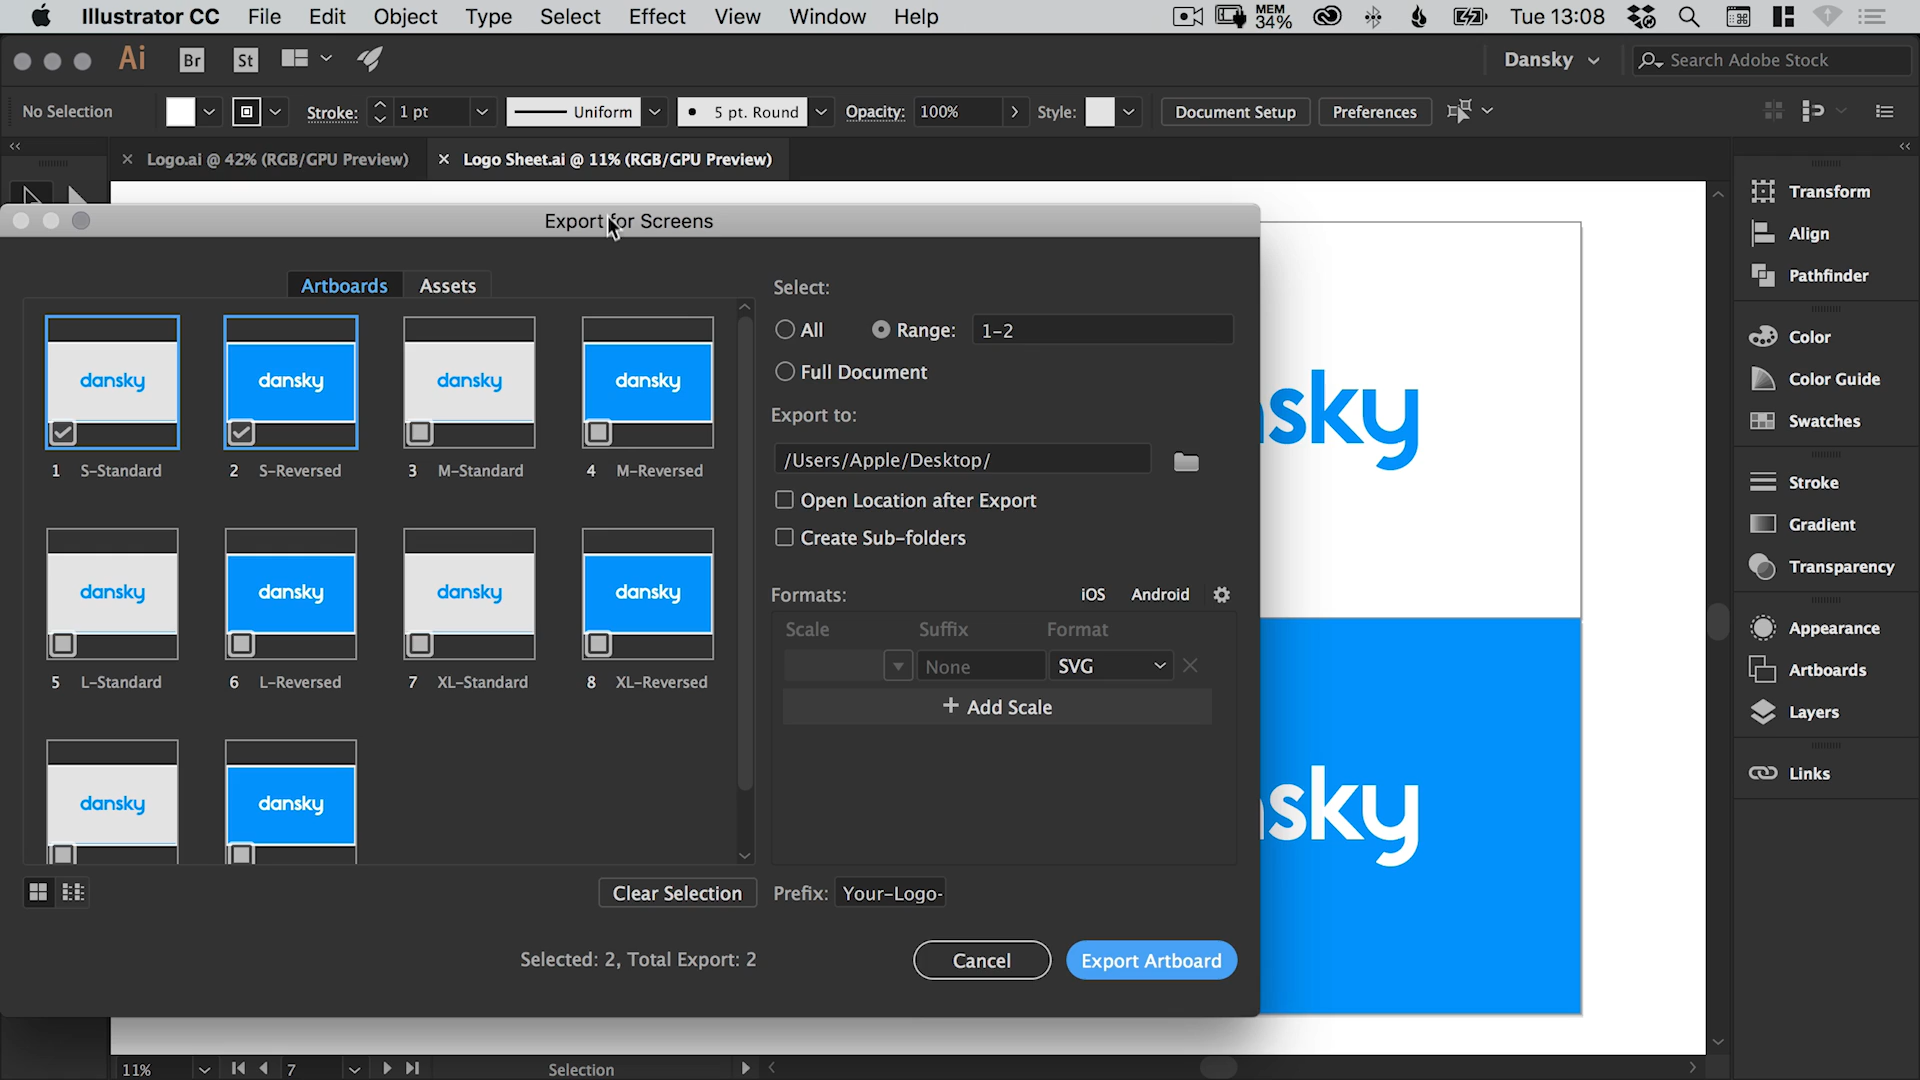 Illustrator CC File Edit Object Type Select Effect View Window Help MEM 34% Tue 13:08
Ai Br St Dansky Search Adobe Stock
No Selection Stroke: 1 pt Uniform 5 pt. Round Opacity: 100% Style: Document Setup Preferences
Logo.ai @ 42% (RGB/GPU Preview) Logo Sheet.ai @ 11% (RGB/GPU Preview)
Export for Screens
Artboards Assets
dansky dansky dansky dansky
1 S-Standard 2 S-Reversed 3 M-Standard 4 M-Reversed
dansky dansky dansky dansky
5 L-Standard 6 L-Reversed 7 XL-Standard 8 XL-Reversed
dansky dansky
Clear Selection
Selected: 2, Total Export: 2
Select:
All Range: 1-2
Full Document
Export to:
/Users/Apple/Desktop/
Open Location after Export
Create Sub-folders
Formats: iOS Android
Scale Suffix Format
None SVG
+ Add Scale
Prefix: Your-Logo-
Cancel Export Artboard
sky
sky
Transform
Align
Pathfinder
Color
Color Guide
Swatches
Stroke
Gradient
Transparency
Appearance
Artboards
Layers
Links
11% 7 Selection